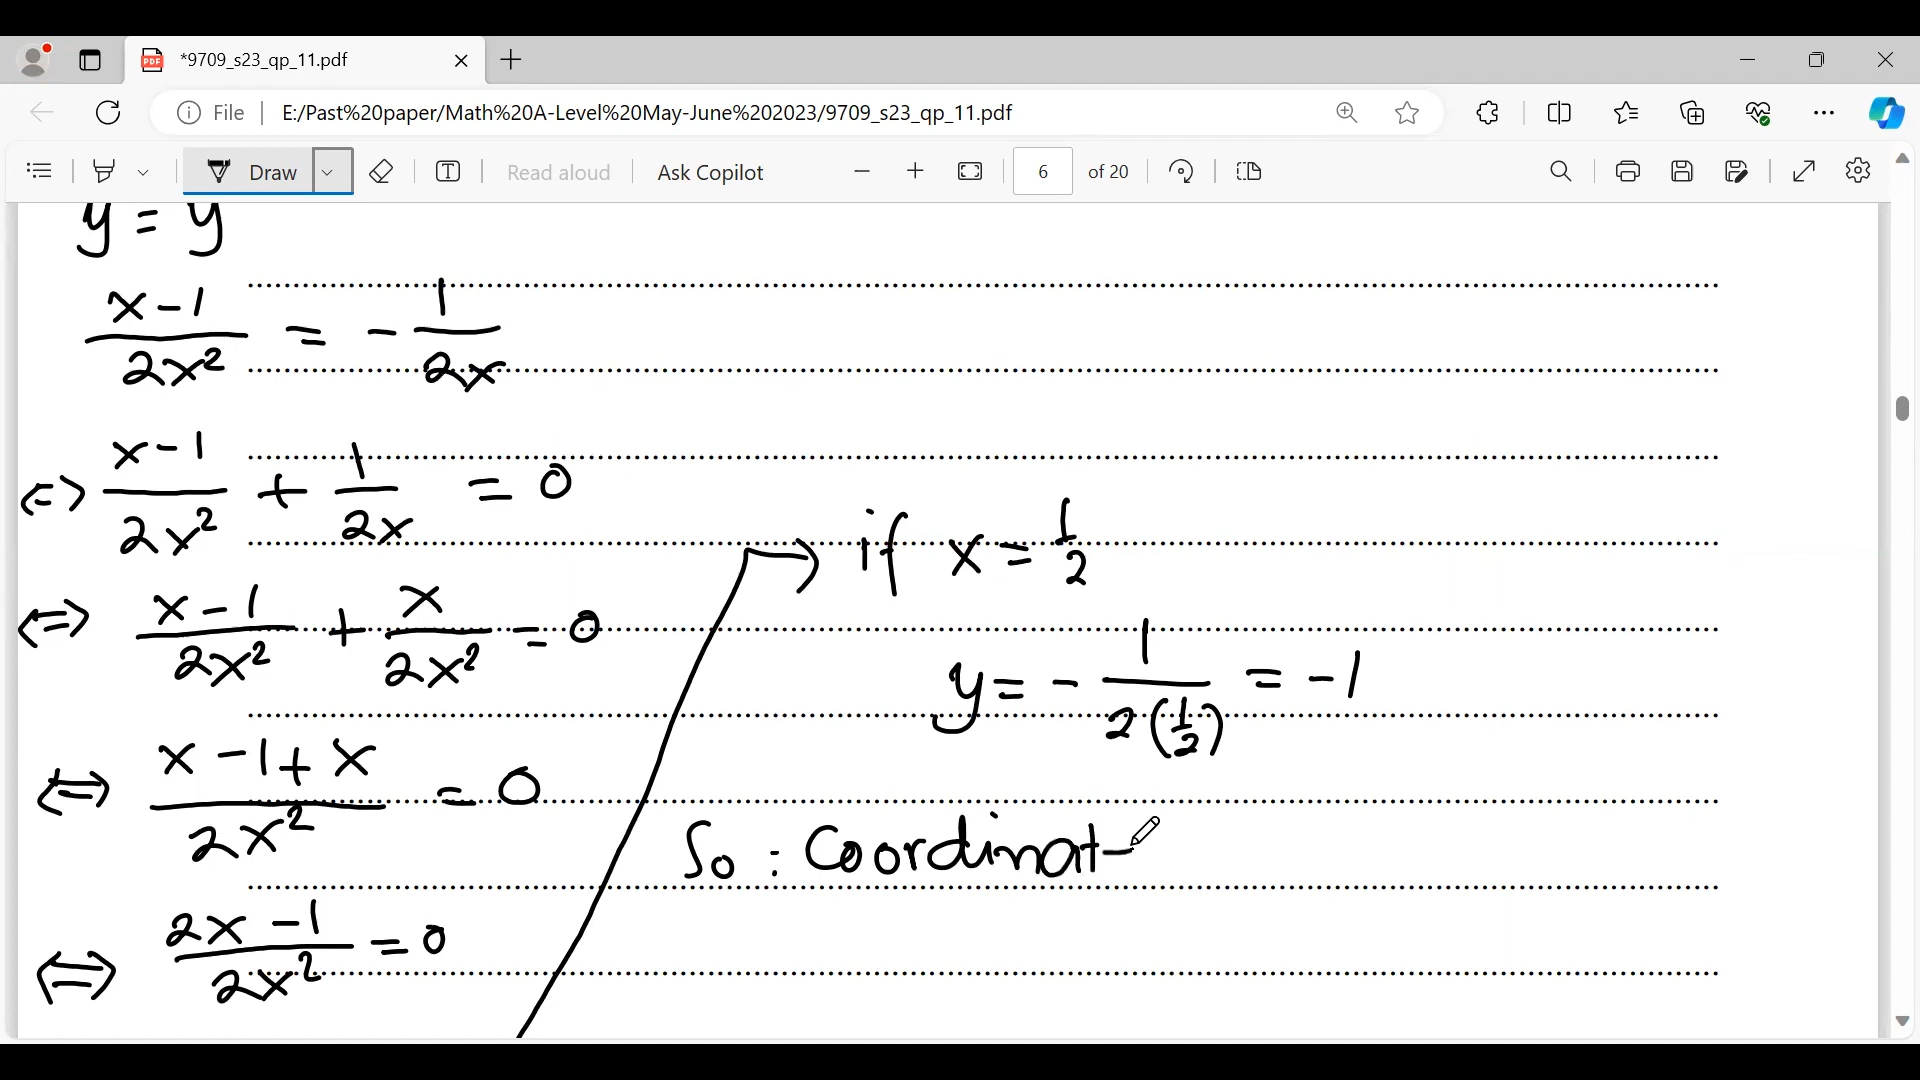 *9709_s23_qp_11.pdf
File E:/Past%20paper/Math%20A-Level%20May-June%202023/9709_s23_qp_11.pdf
Draw Read aloud Ask Copilot 6 of 20
y = y
(x - 1)/(2x²) = - 1/(2x)
⇔ (x - 1)/(2x²) + 1/(2x) = 0
⇔ (x - 1)/(2x²) + x/(2x²) = 0
⇔ (x - 1 + x)/(2x²) = 0
⇔ (2x - 1)/(2x²) = 0
→ if x = 1/2
y = - 1/(2(1/2)) = -1
So : Coordinat